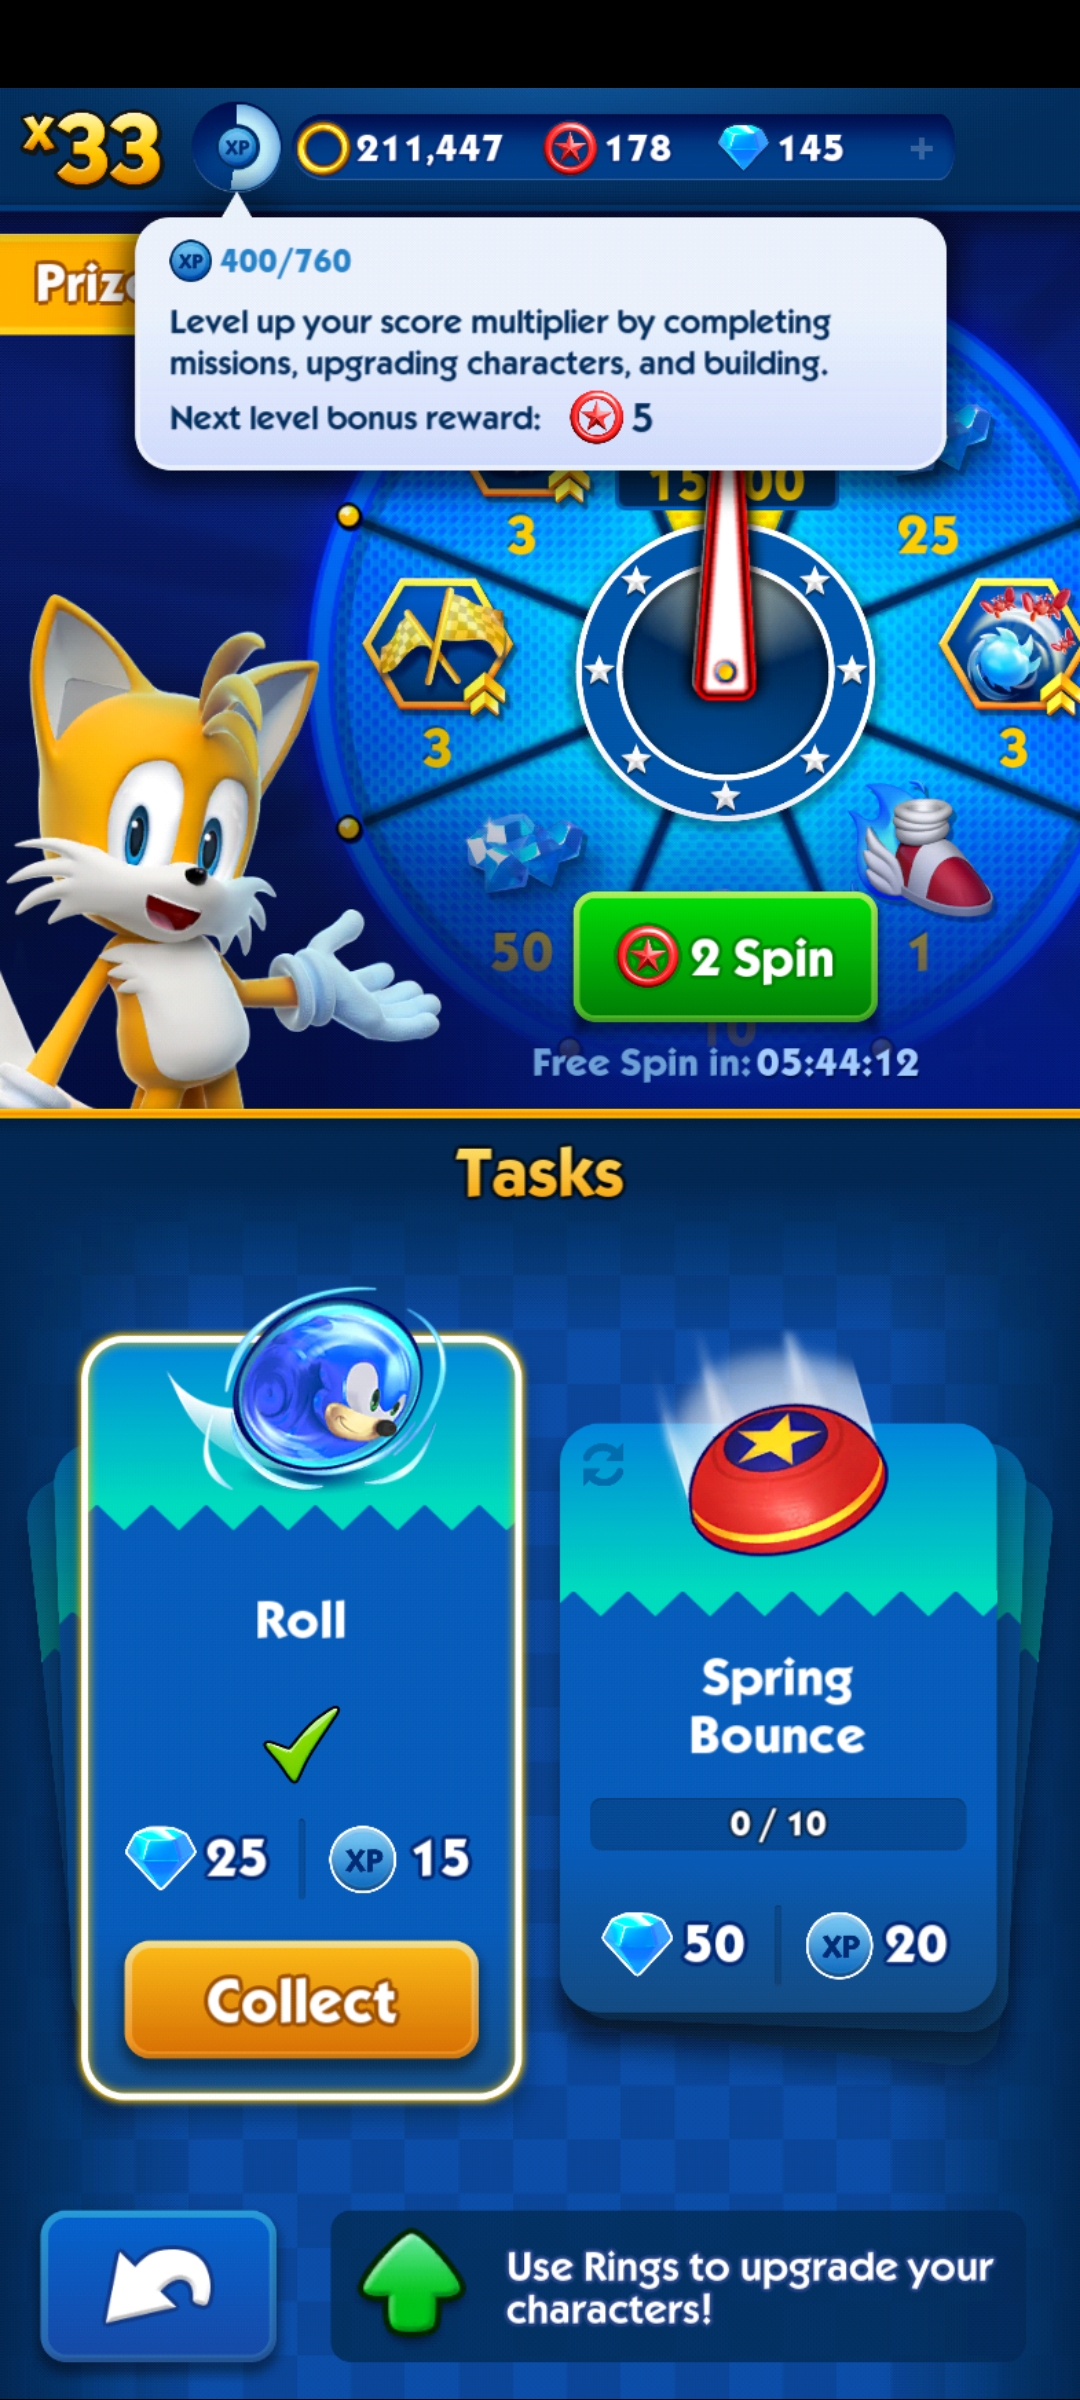 x33
XP
211,447
178
145
+
XP 400/760
Level up your score multiplier by completing
missions, upgrading characters, and building.
Next level bonus reward: 5
3
25
3
3
50
1
10
2 Spin
Free Spin in: 05:44:12
Tasks
Roll
25
XP 15
Collect
Spring
Bounce
0 / 10
50
XP 20
Use Rings to upgrade your
characters!